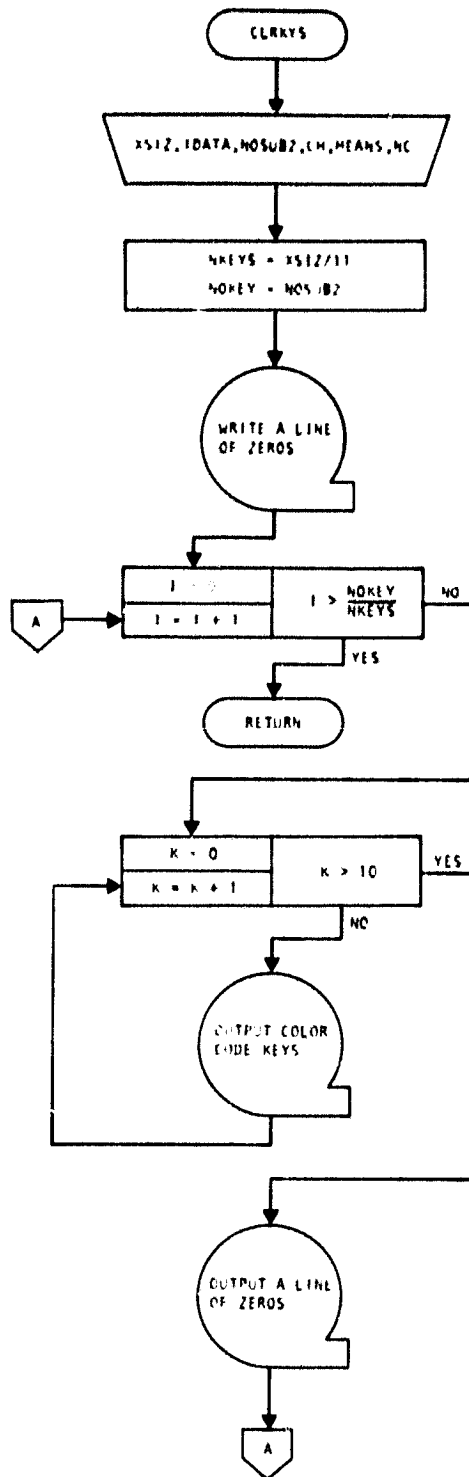 CLRKYS
XSIZ,IDATA,NOSUB2,CH,MEANS,NC
NKEYS = XSIZ/11
NOKEY = NOSUB2
WRITE A LINE
OF ZEROS
I = 0
I = I + 1
I > NOKEY
NKEYS
NO
A
YES
RETURN
K = 0
K = K + 1
K > 10
YES
NO
OUTPUT COLOR
CODE KEYS
OUTPUT A LINE
OF ZEROS
A